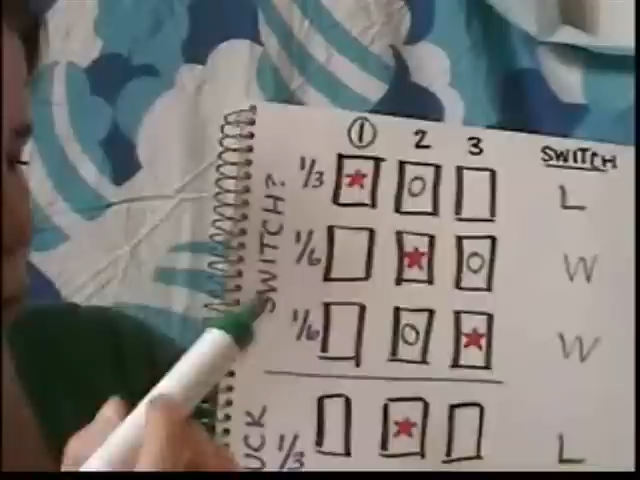 ① 2 3 SWITCH
1/3 L
1/6 W
1/6 W
SWITCH?
1/3 L
UCK